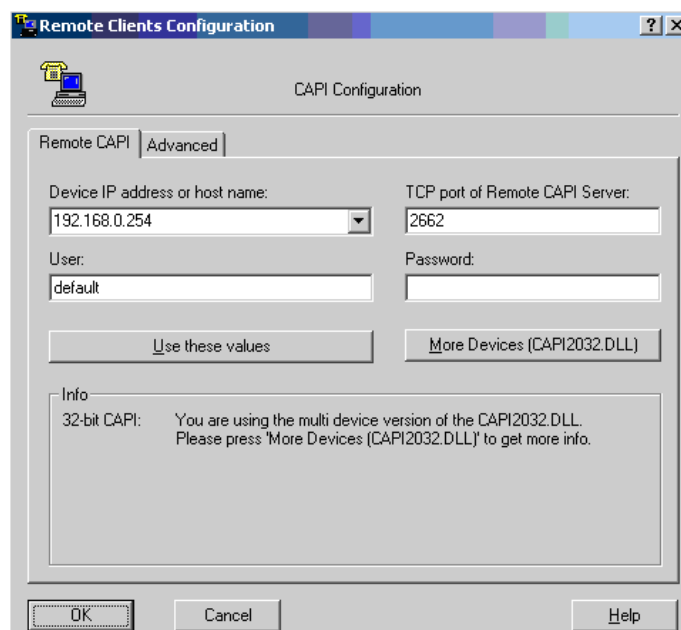 Remote Clients Configuration
CAPI Configuration
Remote CAPI Advanced
Device IP address or host name: TCP port of Remote CAPI Server:
192.168.0.254 2662
User: Password:
default
Use these values More Devices (CAPI2032.DLL)
Info
32-bit CAPI: You are using the multi device version of the CAPI2032.DLL.
Please press 'More Devices (CAPI2032.DLL)' to get more info.
OK Cancel Help